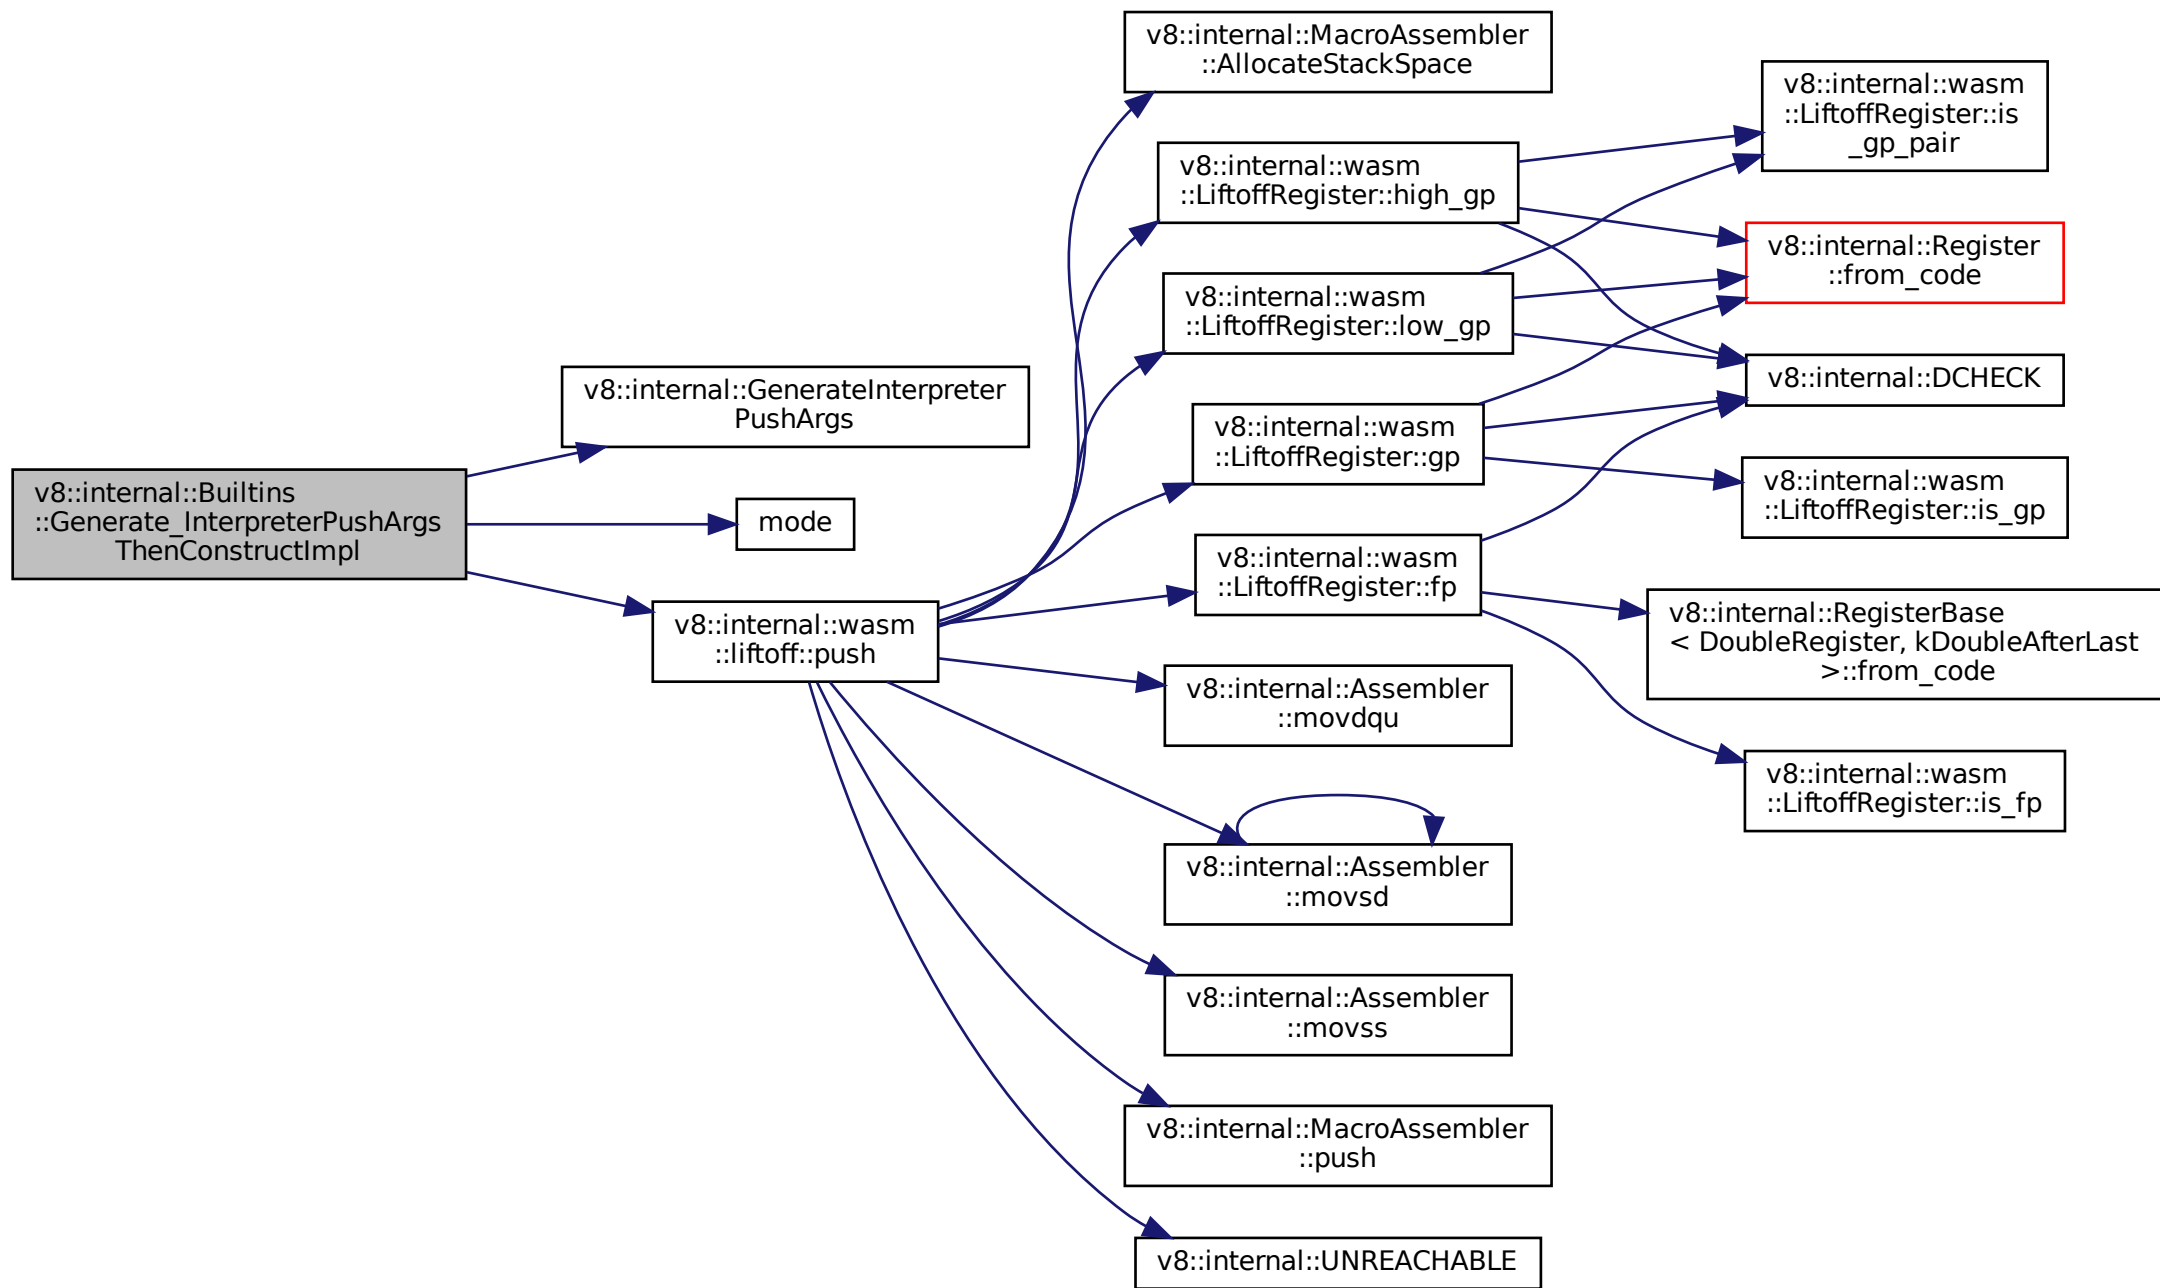 v8::internal::Builtins
::Generate_InterpreterPushArgs
ThenConstructImpl
v8::internal::GenerateInterpreter
PushArgs
mode
v8::internal::wasm
::liftoff::push
v8::internal::MacroAssembler
::AllocateStackSpace
v8::internal::wasm
::LiftoffRegister::high_gp
v8::internal::wasm
::LiftoffRegister::low_gp
v8::internal::wasm
::LiftoffRegister::gp
v8::internal::wasm
::LiftoffRegister::fp
v8::internal::Assembler
::movdqu
v8::internal::Assembler
::movsd
v8::internal::Assembler
::movss
v8::internal::MacroAssembler
::push
v8::internal::UNREACHABLE
v8::internal::wasm
::LiftoffRegister::is
_gp_pair
v8::internal::Register
::from_code
v8::internal::DCHECK
v8::internal::wasm
::LiftoffRegister::is_gp
v8::internal::RegisterBase
< DoubleRegister, kDoubleAfterLast
>::from_code
v8::internal::wasm
::LiftoffRegister::is_fp